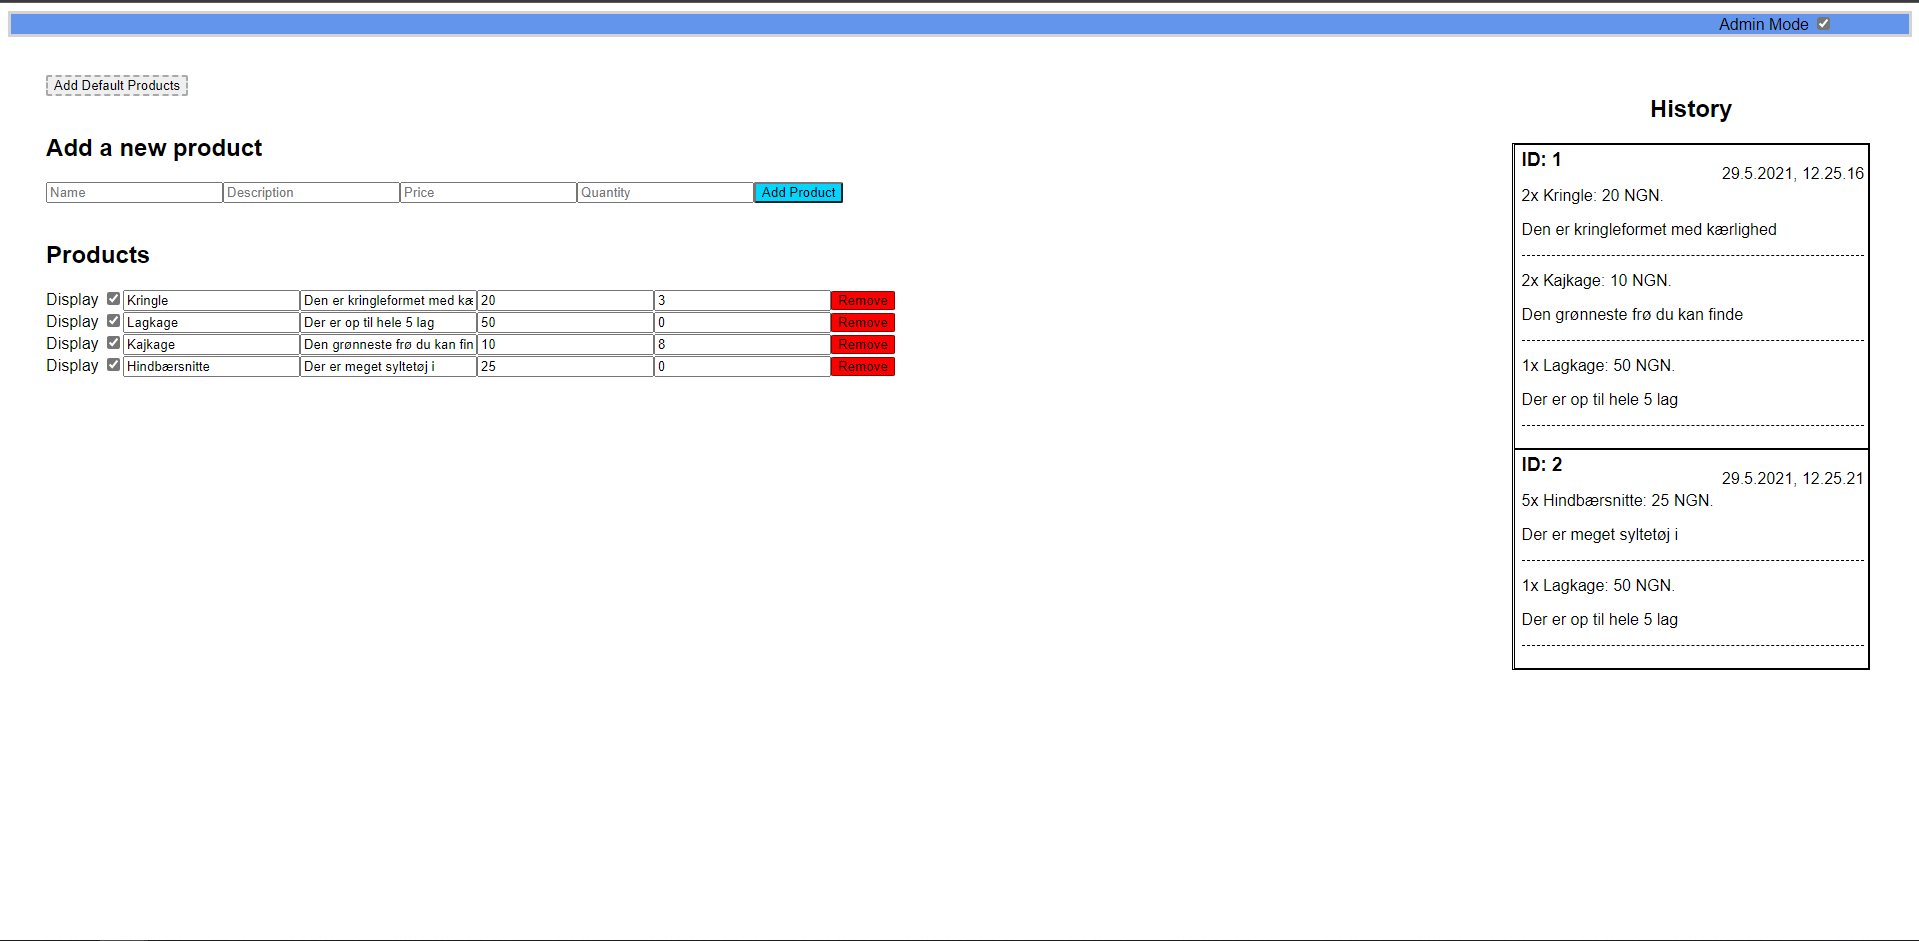 Admin Mode
Add Default Products
Add a new product
Name Description Price Quantity Add Product
Products
Display Kringle Den er kringleformet med kæ 20 3 Remove
Display Lagkage Der er op til hele 5 lag 50 0 Remove
Display Kajkage Den grønneste frø du kan fin 10 8 Remove
Display Hindbærsnitte Der er meget syltetøj i 25 0 Remove
History
ID: 1
29.5.2021, 12.25.16
2x Kringle: 20 NGN.
Den er kringleformet med kærlighed
2x Kajkage: 10 NGN.
Den grønneste frø du kan finde
1x Lagkage: 50 NGN.
Der er op til hele 5 lag
ID: 2
29.5.2021, 12.25.21
5x Hindbærsnitte: 25 NGN.
Der er meget syltetøj i
1x Lagkage: 50 NGN.
Der er op til hele 5 lag